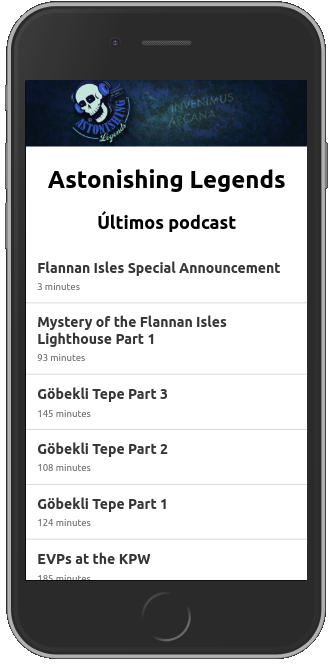 ASTONISHING
Legends
INVENIMUS
ARCANA
Astonishing Legends
Últimos podcast
Flannan Isles Special Announcement
3 minutes
Mystery of the Flannan Isles
Lighthouse Part 1
93 minutes
Göbekli Tepe Part 3
145 minutes
Göbekli Tepe Part 2
108 minutes
Göbekli Tepe Part 1
124 minutes
EVPs at the KPW
185 minutes